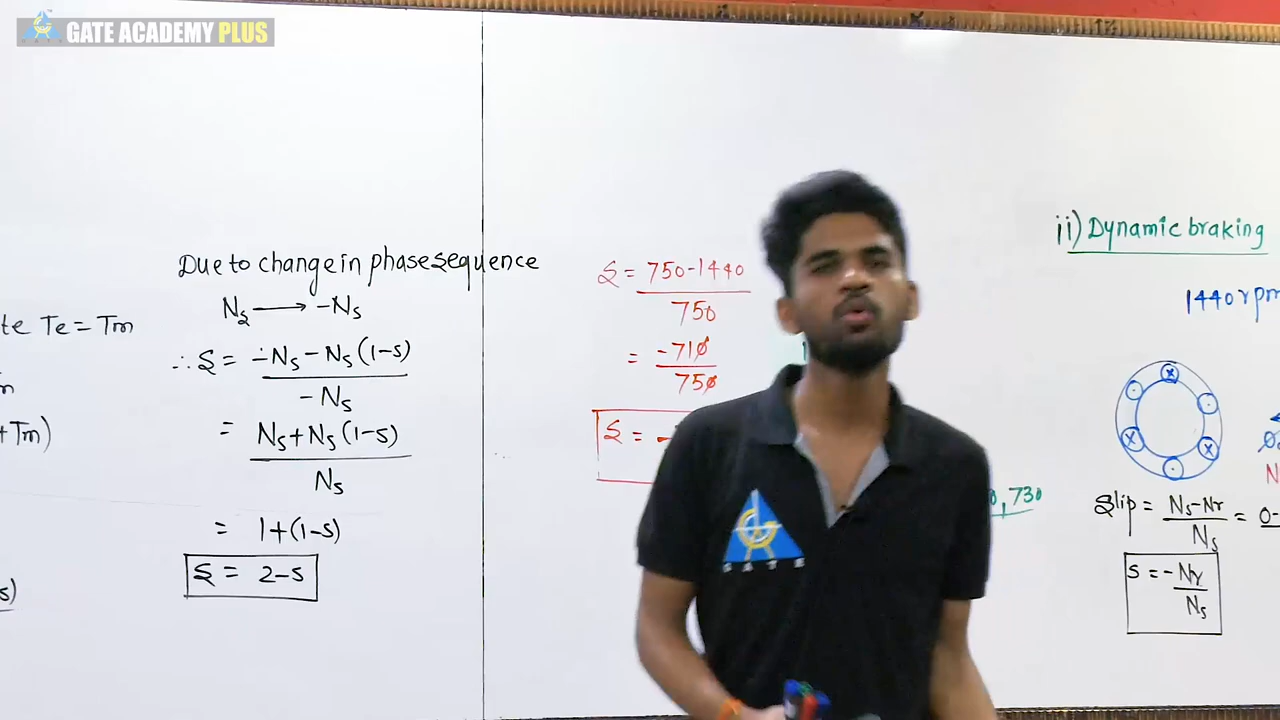 GATE ACADEMY PLUS
te Te = Tm
+ Tm)
s)
Due to change in phase sequence
Ns ⟶ -Ns
∴ S = -Ns - Ns (1-s)
-Ns
= Ns + Ns (1-s)
Ns
= 1 + (1-s)
S = 2-s
S = 750-1440
750
= -710
750
S = -
0, 730
ii) Dynamic braking
1440 rpm
Slip = Ns-Nr = 0-
Ns
s = -Nr
Ns
GATE